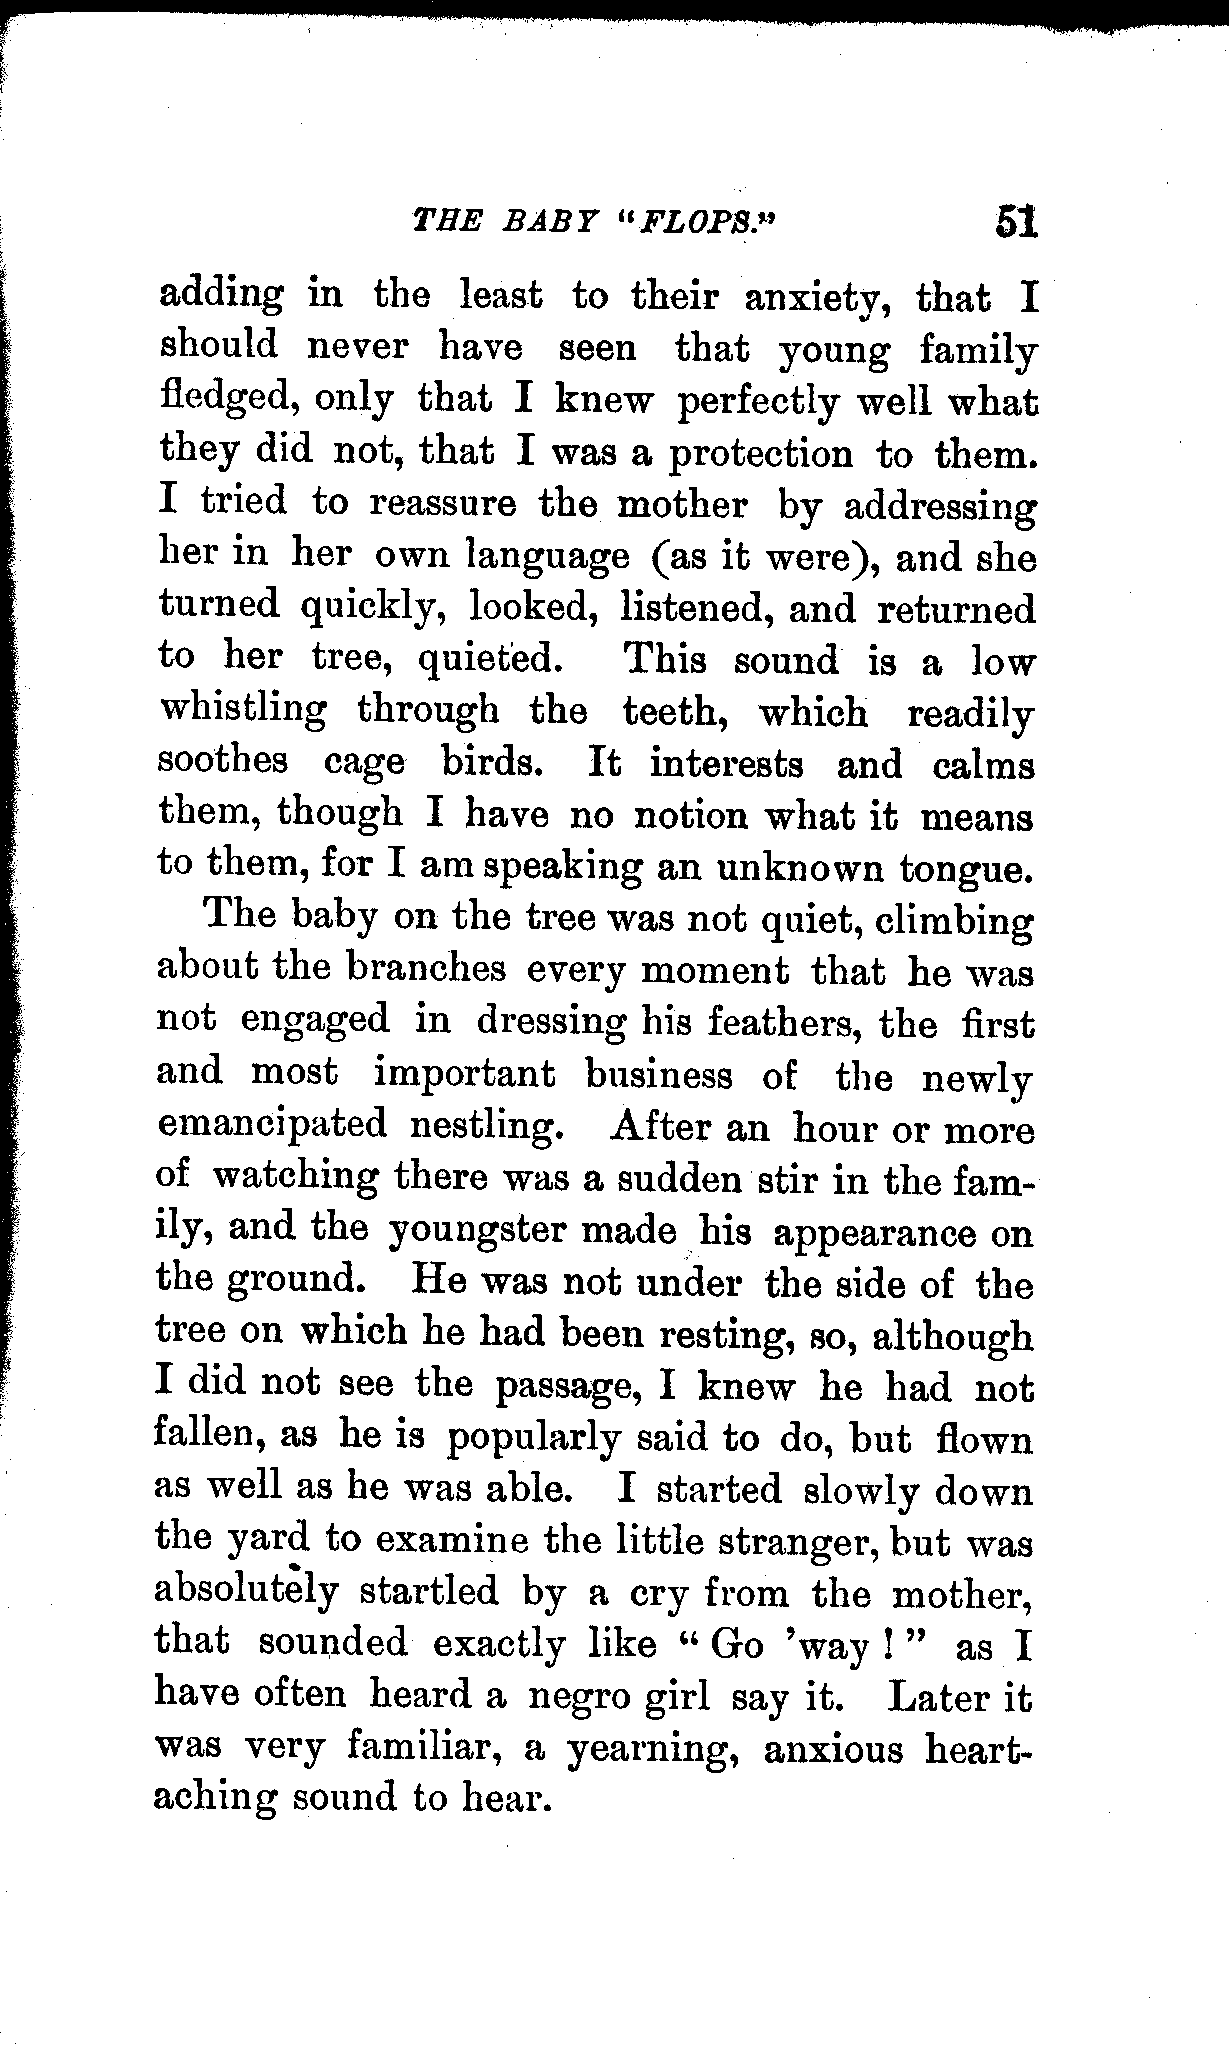 THE BABY "FLOPS." 51
adding in the least to their anxiety, that I
should never have seen that young family
fledged, only that I knew perfectly well what
they did not, that I was a protection to them.
I tried to reassure the mother by addressing
her in her own language (as it were), and she
turned quickly, looked, listened, and returned
to her tree, quieted. This sound is a low
whistling through the teeth, which readily
soothes cage birds. It interests and calms
them, though I have no notion what it means
to them, for I am speaking an unknown tongue.
The baby on the tree was not quiet, climbing
about the branches every moment that he was
not engaged in dressing his feathers, the first
and most important business of the newly
emancipated nestling. After an hour or more
of watching there was a sudden stir in the fam-
ily, and the youngster made his appearance on
the ground. He was not under the side of the
tree on which he had been resting, so, although
I did not see the passage, I knew he had not
fallen, as he is popularly said to do, but flown
as well as he was able. I started slowly down
the yard to examine the little stranger, but was
absolutely startled by a cry from the mother,
that sounded exactly like "Go 'way!" as I
have often heard a negro girl say it. Later it
was very familiar, a yearning, anxious heart-
aching sound to hear.